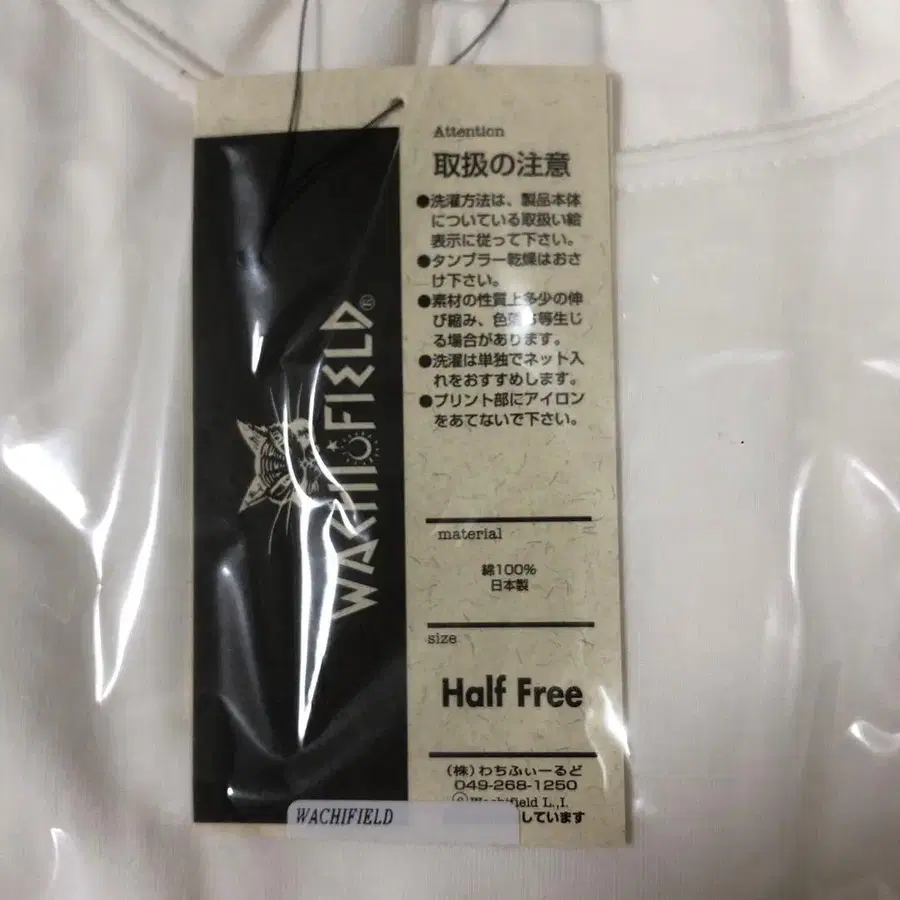 WACHIFIELD®
Attention
取扱の注意
●洗濯方法は、製品本体
についている取扱い絵
表示に従って下さい。
●タンブラー乾燥はおさ
け下さい。
●素材の性質上多少の伸
び縮み、色落ち等生じ
る場合があります。
●洗濯は単独でネット入
れをおすすめします。
●プリント部にアイロン
をあてないで下さい。
material
綿100%
日本製
size
Half Free
(株)わちふぃーるど
049-268-1250
© Wachifield L.,I.
しています
WACHIFIELD